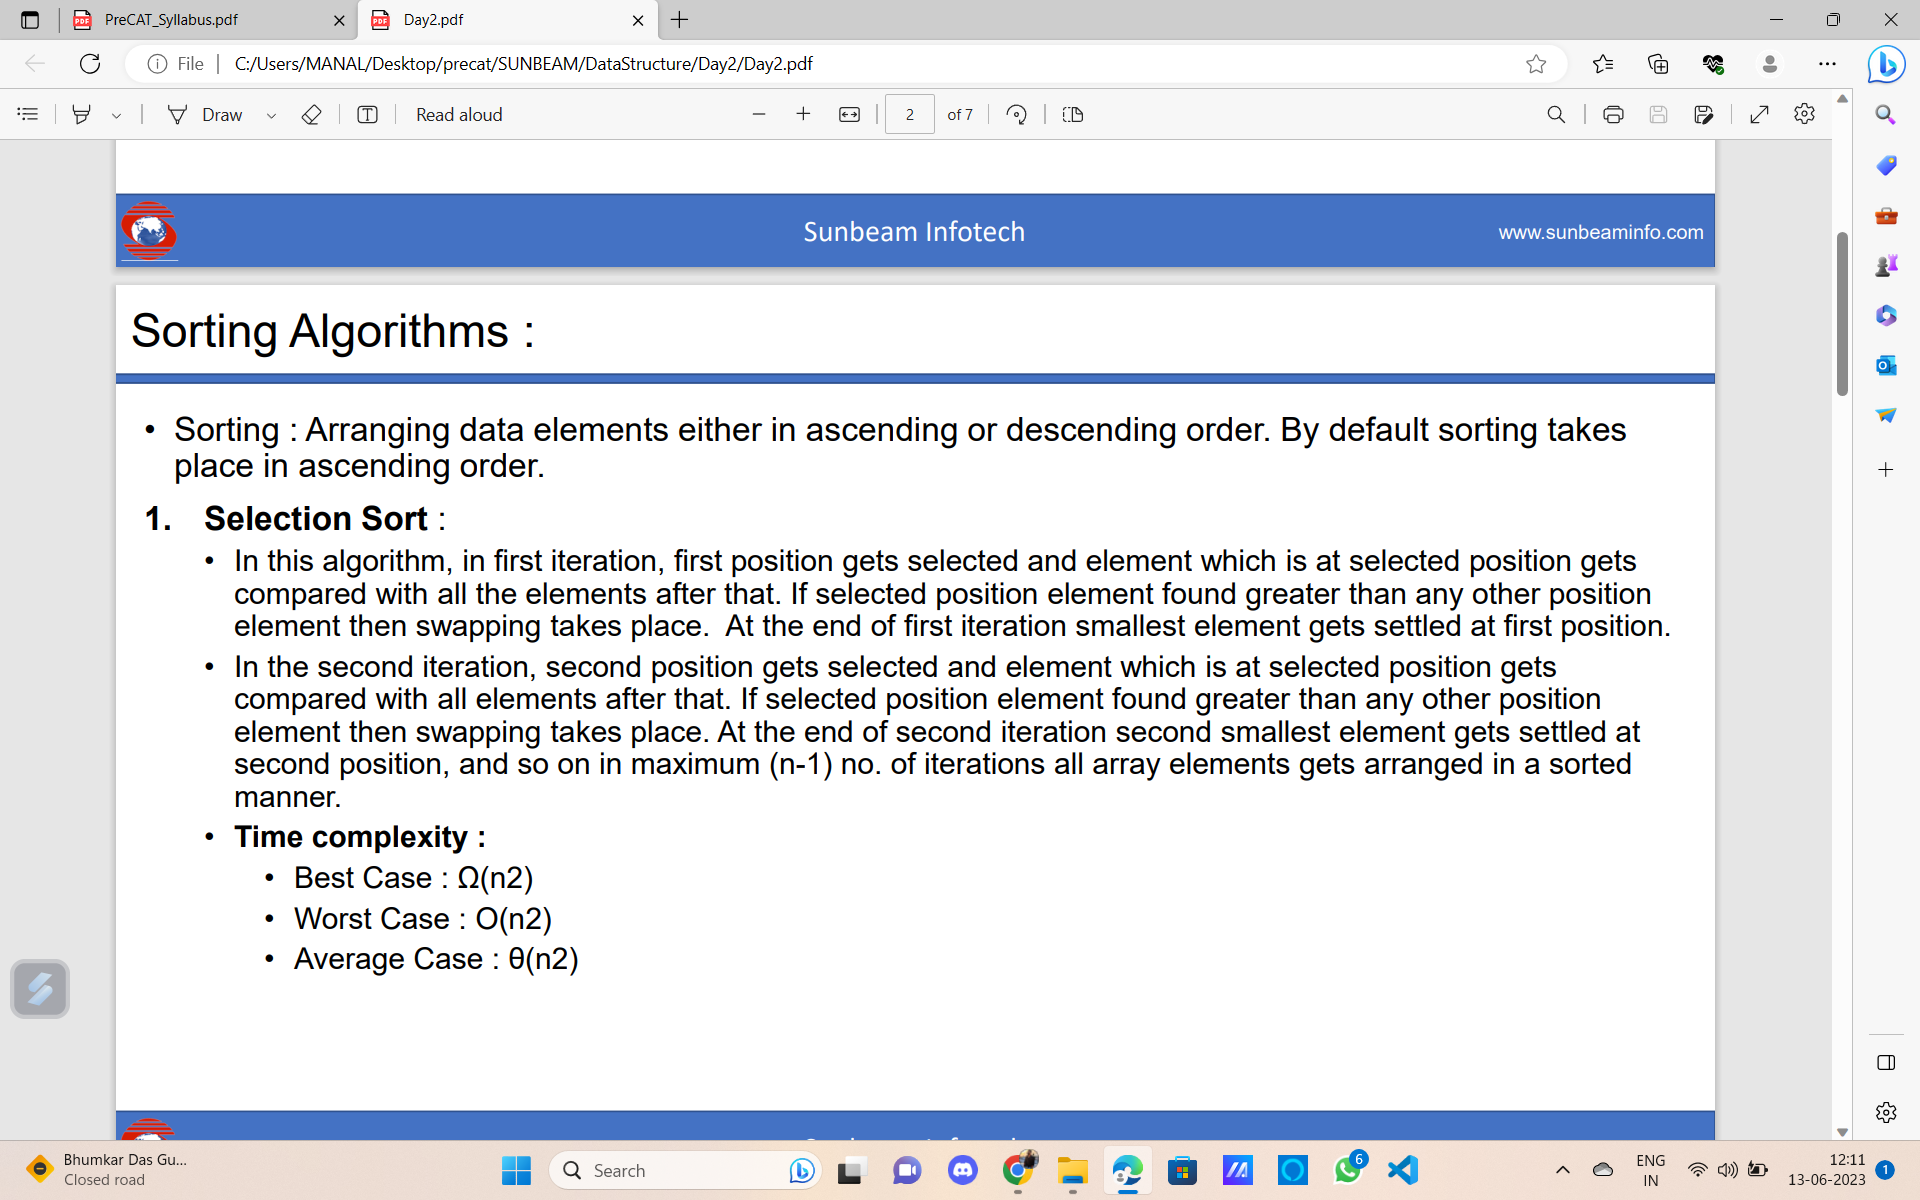 PreCAT_Syllabus.pdf
Day2.pdf
File
C:/Users/MANAL/Desktop/precat/SUNBEAM/DataStructure/Day2/Day2.pdf
Draw
Read aloud
2 of 7
Sunbeam Infotech
www.sunbeaminfo.com
Sorting Algorithms :
• Sorting : Arranging data elements either in ascending or descending order. By default sorting takes
place in ascending order.
1. Selection Sort :
• In this algorithm, in first iteration, first position gets selected and element which is at selected position gets
compared with all the elements after that. If selected position element found greater than any other position
element then swapping takes place. At the end of first iteration smallest element gets settled at first position.
• In the second iteration, second position gets selected and element which is at selected position gets
compared with all elements after that. If selected position element found greater than any other position
element then swapping takes place. At the end of second iteration second smallest element gets settled at
second position, and so on in maximum (n-1) no. of iterations all array elements gets arranged in a sorted
manner.
• Time complexity :
• Best Case : Ω(n2)
• Worst Case : O(n2)
• Average Case : θ(n2)
Bhumkar Das Gu...
Closed road
Search
6
ENG
IN
12:11
13-06-2023
1